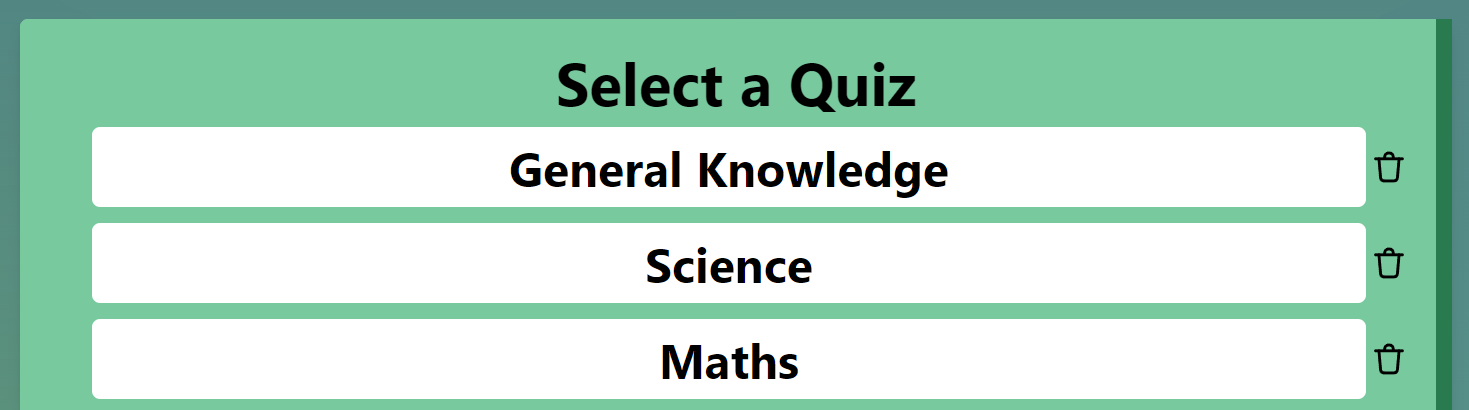 Select a Quiz
General Knowledge
Science
Maths